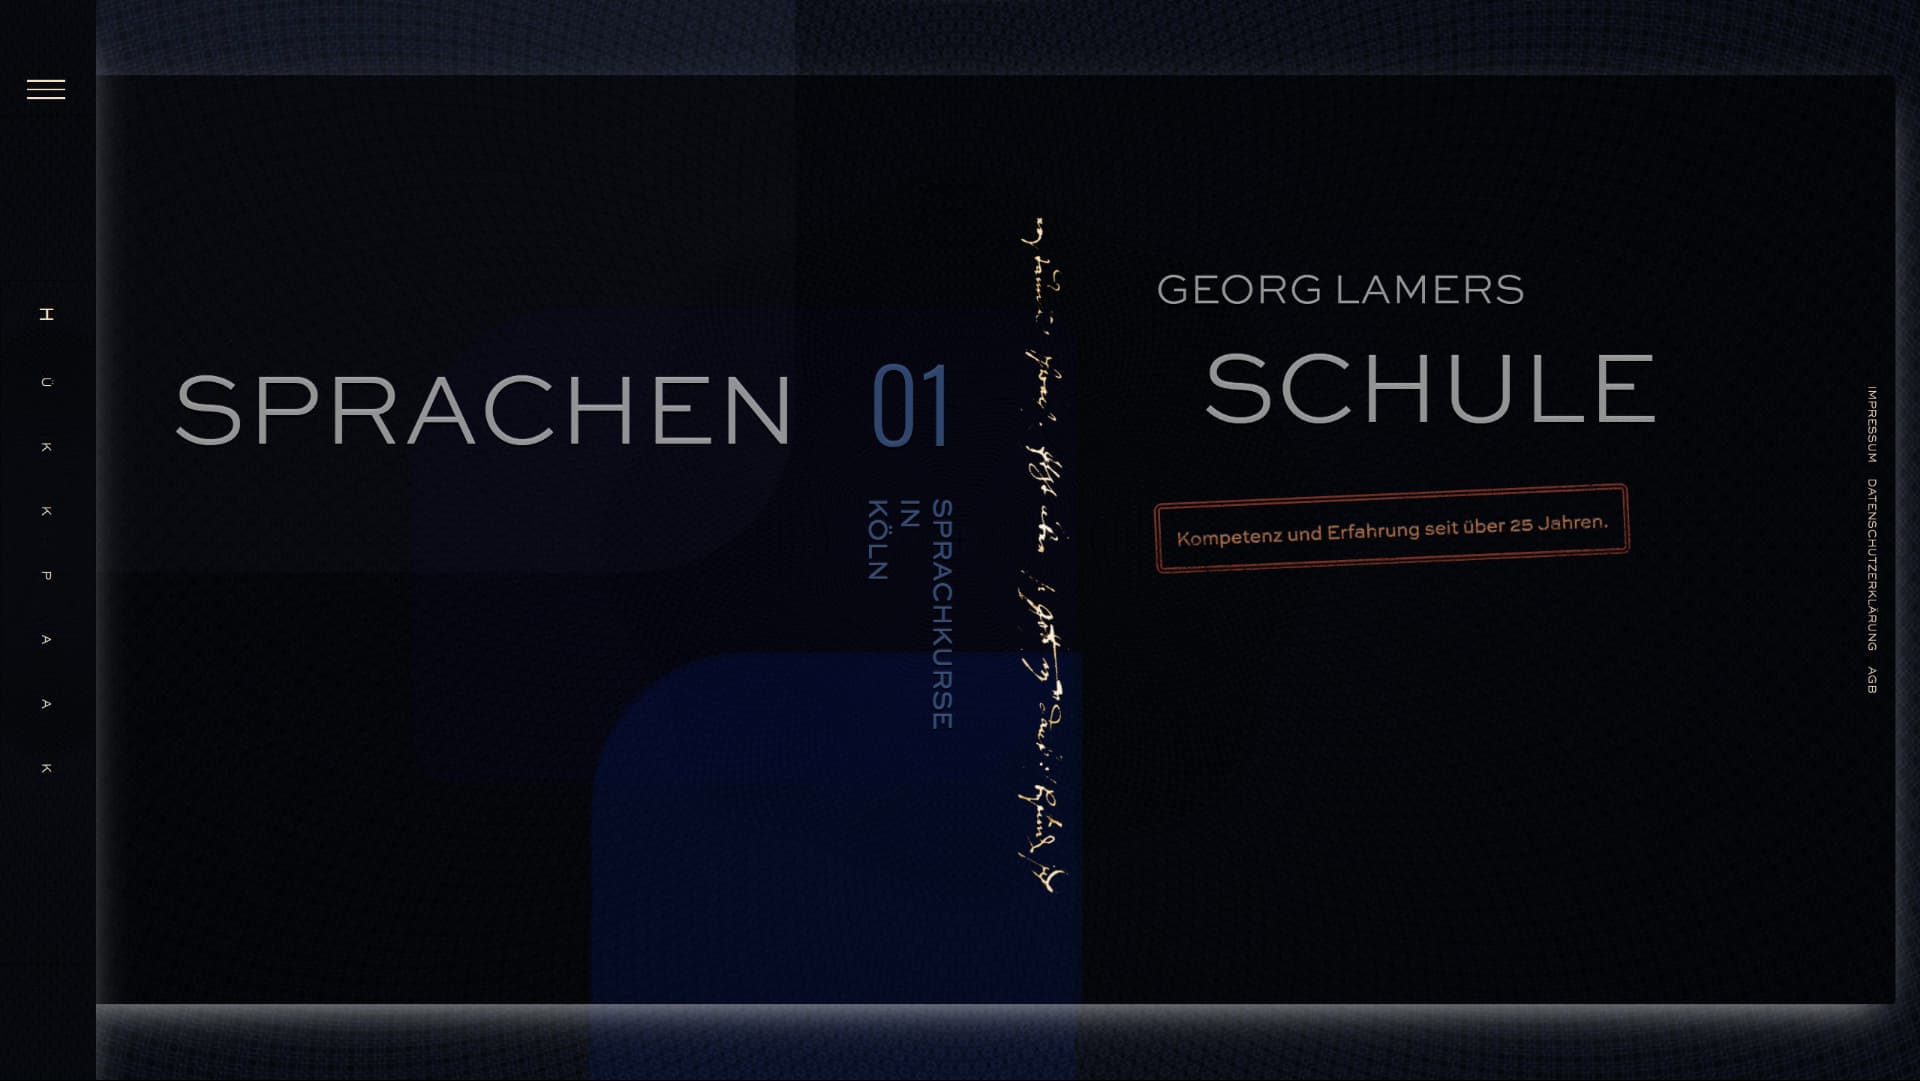 H Ü K K P A A K
SPRACHEN
01
SPRACHKURSE
IN
KÖLN
GEORG LAMERS
SCHULE
Kompetenz und Erfahrung seit über 25 Jahren.
IMPRESSUM DATENSCHUTZERKLÄRUNG AGB